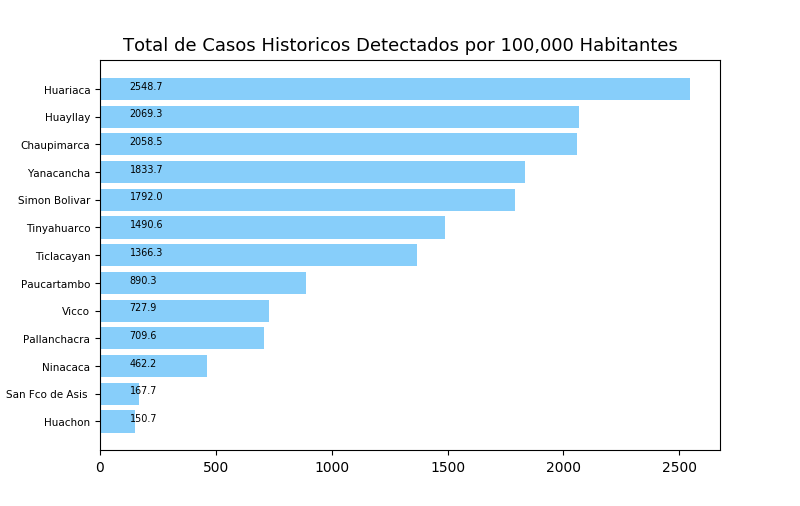 Total de Casos Historicos Detectados por 100,000 Habitantes
Huariaca 2548.7
Huayllay 2069.3
Chaupimarca 2058.5
Yanacancha 1833.7
Simon Bolivar 1792.0
Tinyahuarco 1490.6
Ticlacayan 1366.3
Paucartambo 890.3
Vicco 727.9
Pallanchacra 709.6
Ninacaca 462.2
San Fco de Asis 167.7
Huachon 150.7
0 500 1000 1500 2000 2500